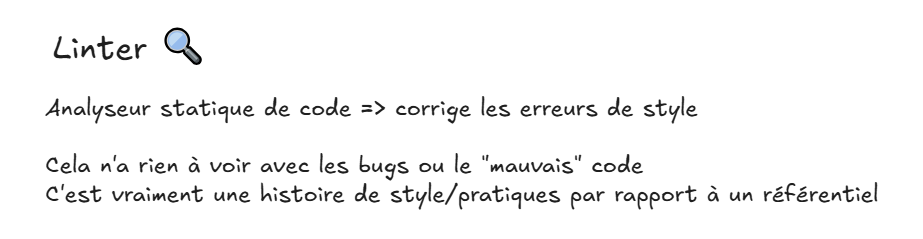 Linter 🔍
Analyseur statique de code => corrige les erreurs de style
Cela n'a rien à voir avec les bugs ou le "mauvais" code
C'est vraiment une histoire de style/pratiques par rapport à un référentiel